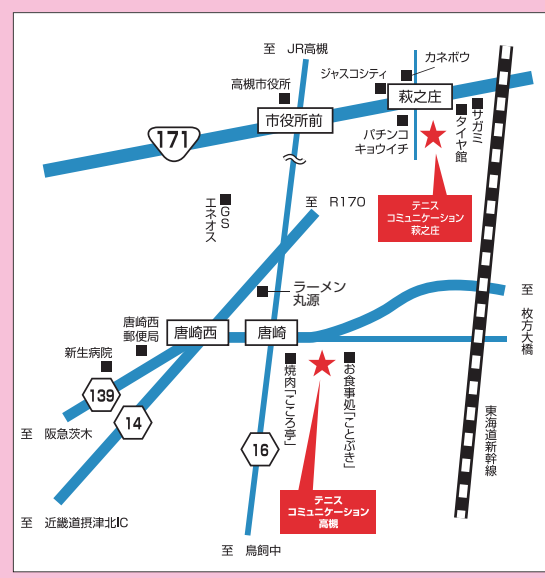 至 JR高槻
カネボウ
ジャスコシティ
高槻市役所
萩之庄
市役所前
サガミ
タイヤ館
パチンコ
キョウイチ
171
テニス
コミュニケーション
萩之庄
至 R170
GS
エネオス
ラーメン
丸源
至 枚方大橋
唐崎西
郵便局
唐崎西
唐崎
新生病院
139
14
焼肉「こころ亭」
お食事処「ことぶき」
東海道新幹線
至 阪急茨木
16
テニス
コミュニケーション
高槻
至 近畿道摂津北IC
至 鳥飼中